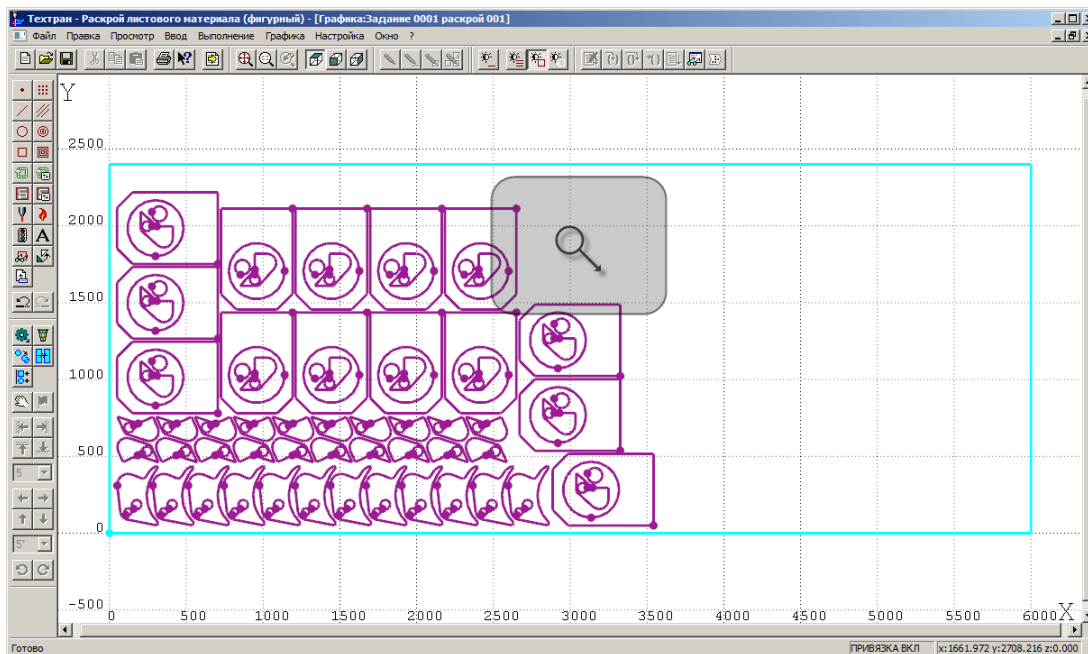 Техтран - Раскрой листового материала (фигурный) - [Графика:Задание 0001 раскрой 001]
Файл Правка Просмотр Ввод Выполнение Графика Настройка Окно ?
Y
2500
2000
1500
1000
500
0
-500
0 500 1000 1500 2000 2500 3000 3500 4000 4500 5000 5500 6000 X
A
5
5°
Готово ПРИВЯЗКА ВКЛ x:1661.972 y:2708.216 z:0.000